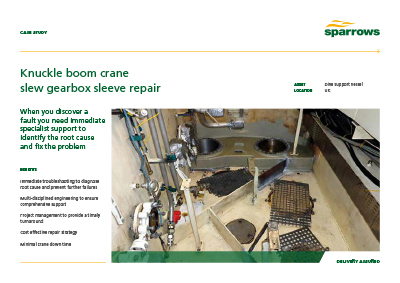 CASE STUDY
sparrows
Knuckle boom crane
slew gearbox sleeve repair
ASSET Dive support vessel
LOCATION UK
When you discover a
fault you need immediate
specialist support to
identify the root cause
and fix the problem
BENEFITS
Immediate troubleshooting to diagnose
root cause and prevent further failures
Multi-disciplined engineering to ensure
comprehensive support
Project management to provide a timely
turnaround
Cost effective repair strategy
Minimal crane down time
DELIVERY ASSURED